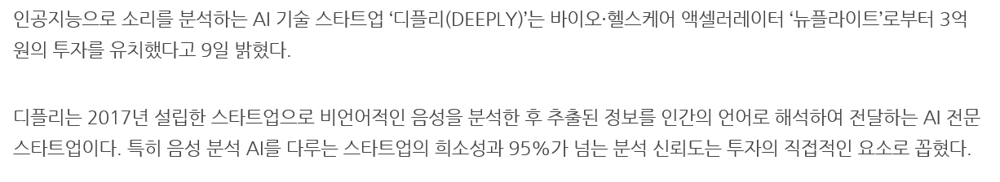 인공지능으로 소리를 분석하는 AI 기술 스타트업 ‘디플리(DEEPLY)’는 바이오·헬스케어 액셀러레이터 ‘뉴플라이트’로부터 3억
원의 투자를 유치했다고 9일 밝혔다.
디플리는 2017년 설립한 스타트업으로 비언어적인 음성을 분석한 후 추출된 정보를 인간의 언어로 해석하여 전달하는 AI 전문
스타트업이다. 특히 음성 분석 AI를 다루는 스타트업의 희소성과 95%가 넘는 분석 신뢰도는 투자의 직접적인 요소로 꼽혔다.